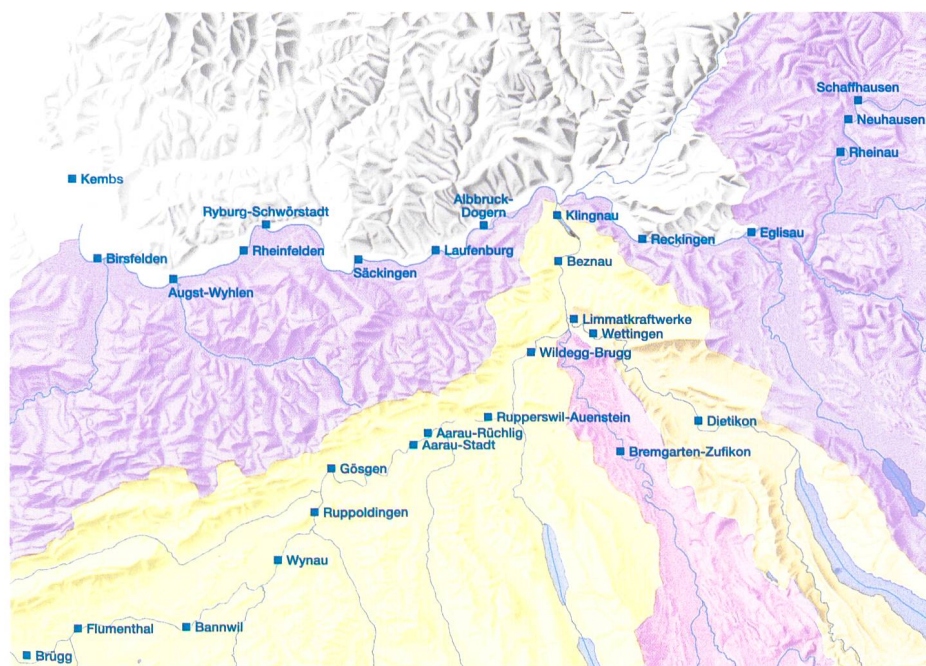 Schaffhausen
Neuhausen
Rheinau
Kembs
Albbruck-
Dogern
Ryburg-Schwörstadt
Klingnau
Eglisau
Reckingen
Rheinfelden
Laufenburg
Birsfelden
Säckingen
Beznau
Augst-Wyhlen
Limmatkraftwerke
Wettingen
Wildegg-Brugg
Rupperswil-Auenstein
Dietikon
Aarau-Rüchlig
Aarau-Stadt
Bremgarten-Zufikon
Gösgen
Ruppoldingen
Wynau
Flumenthal
Bannwil
Brügg